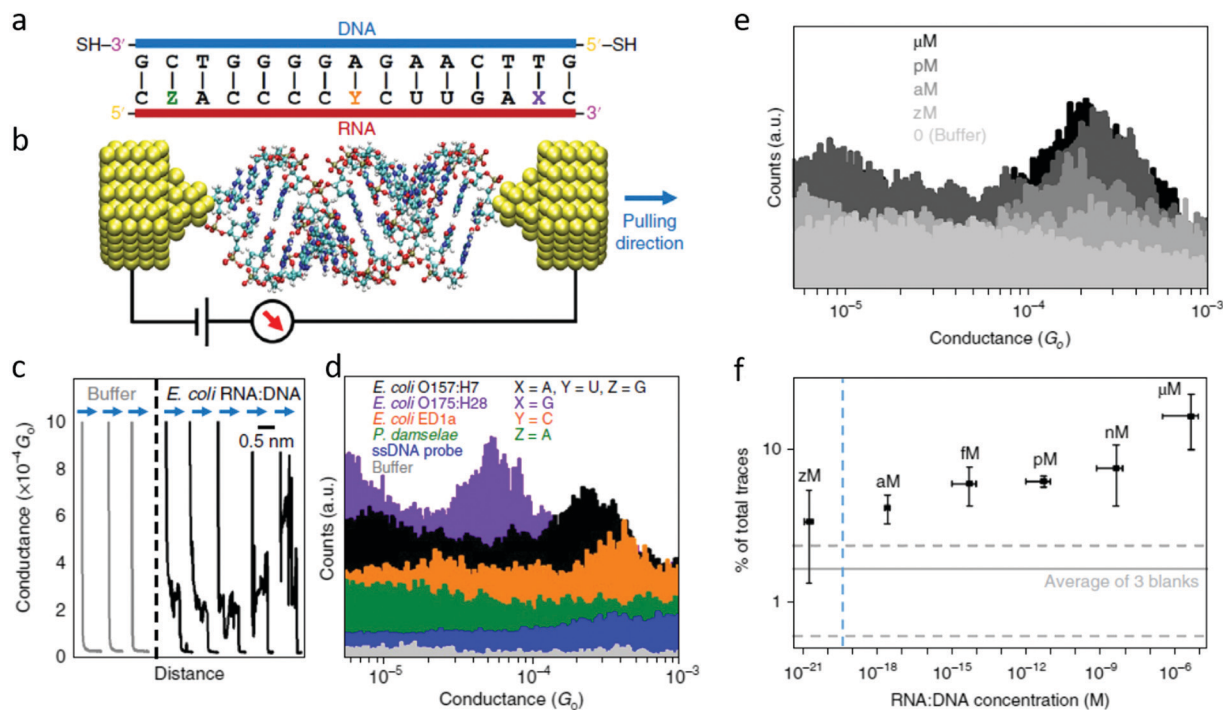 a
DNA
SH–3′
5′–SH
G C T G G G G A G A A C T T G
C Z A C C C C Y C U U G A X C
5′
3′
RNA
b
Pulling
direction
c
Buffer
E. coli RNA:DNA
0.5 nm
Conductance (×10⁻⁴ Gₒ)
10
8
6
4
2
0
Distance
d
E. coli O157:H7 X = A, Y = U, Z = G
E. coli O175:H28 X = G
E. coli ED1a Y = C
P. damselae Z = A
ssDNA probe
Buffer
Counts (a.u.)
10⁻⁵ 10⁻⁴ 10⁻³
Conductance (Gₒ)
e
μM
pM
aM
zM
0 (Buffer)
Counts (a.u.)
10⁻⁵ 10⁻⁴ 10⁻³
Conductance (Gₒ)
f
% of total traces
10
1
zM
aM
fM
pM
nM
μM
Average of 3 blanks
10⁻²¹ 10⁻¹⁸ 10⁻¹⁵ 10⁻¹² 10⁻⁹ 10⁻⁶
RNA:DNA concentration (M)